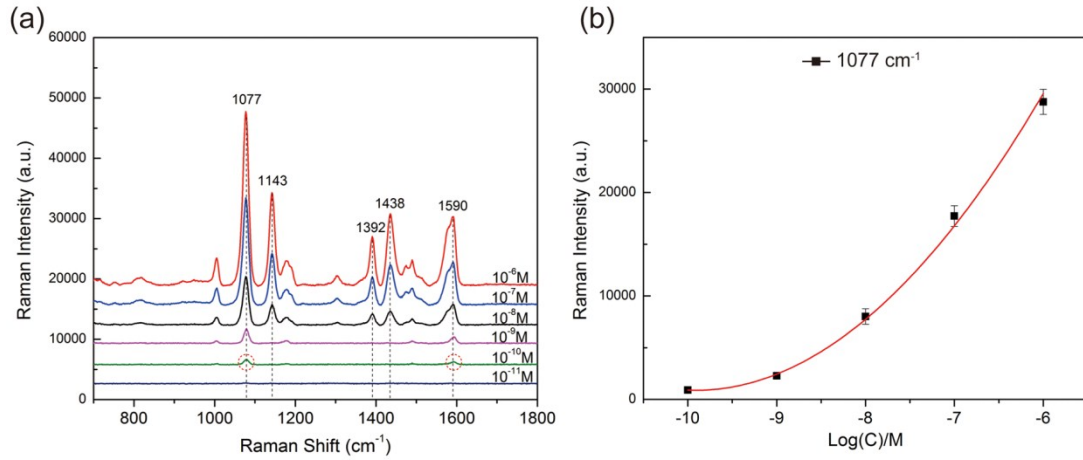 (a)
60000
50000
40000
30000
20000
10000
0
Raman Intensity (a.u.)
1077
1143
1392
1438
1590
10⁻⁶M
10⁻⁷M
10⁻⁸M
10⁻⁹M
10⁻¹⁰M
10⁻¹¹M
800 1000 1200 1400 1600 1800
Raman Shift (cm⁻¹)
(b)
1077 cm⁻¹
30000
20000
10000
0
Raman Intensity (a.u.)
-10 -9 -8 -7 -6
Log(C)/M